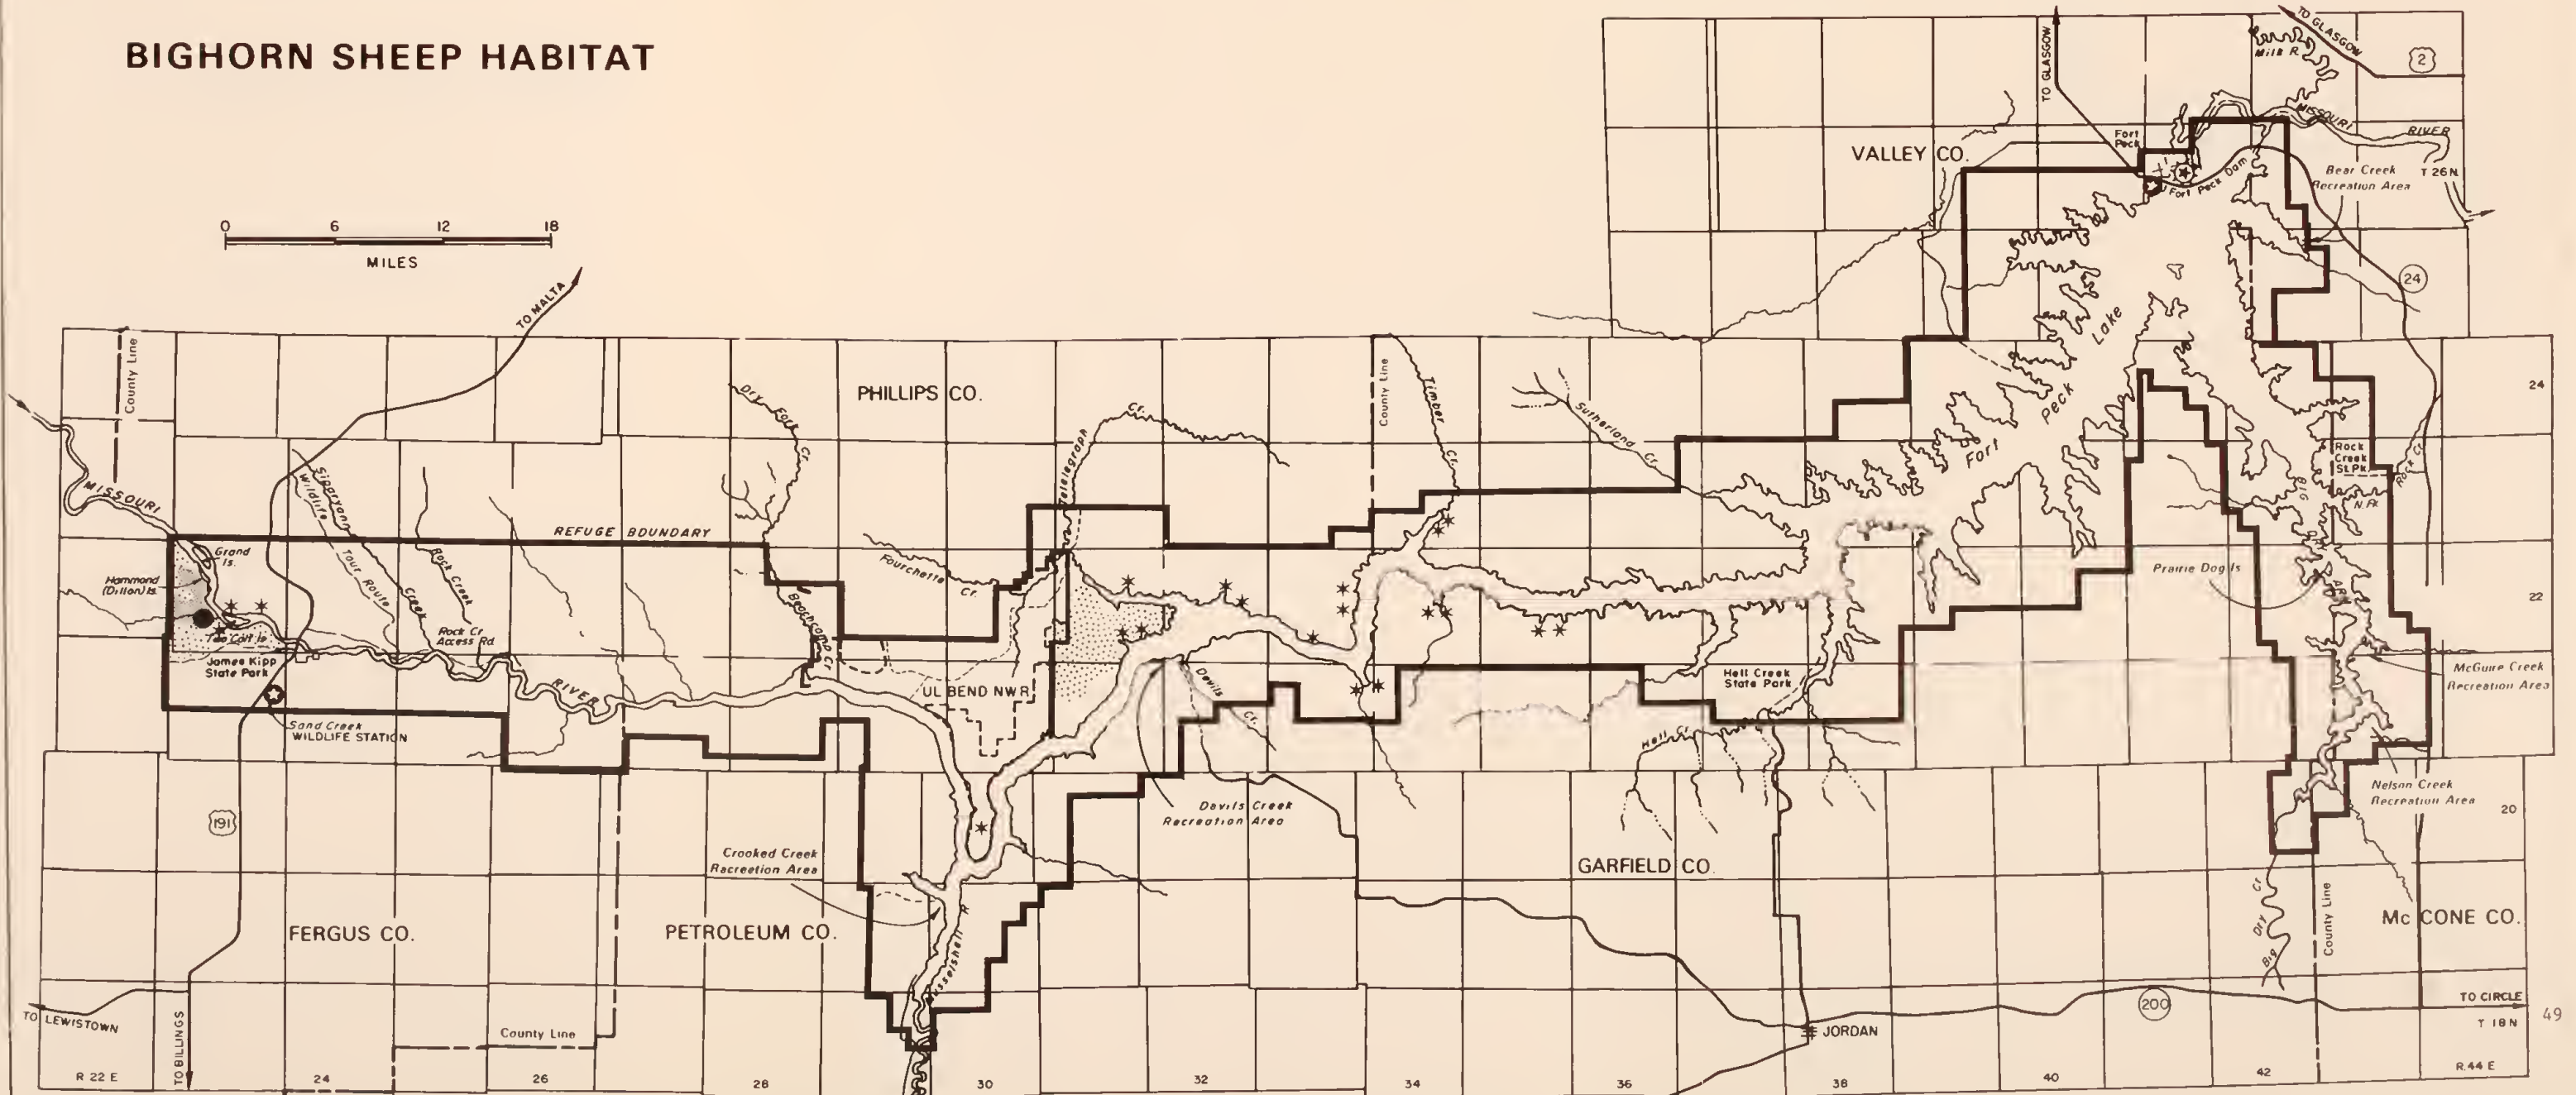 BIGHORN SHEEP HABITAT
0 6 12 18
MILES
TO MALTA
County Line
PHILLIPS CO.
County Line
VALLEY CO.
TO GLASGOW
TO GLASGOW
Milk R.
2
MISSOURI
RIVER
T 26 N.
Fort
Peck
Fort Peck Dam
Bear Creek
Recreation Area
24
24
Fort Peck Lake
Dry Fork
Cr.
Telegraph
Cr.
Timber
Cr.
Sutherland
Cr.
MISSOURI
REFUGE BOUNDARY
Wildlife
Tour Route
Creek
Rock Creek
Grand
Is.
Hammond
(Dillon) Is.
Two Calf Is.
James Kipp
State Park
Rock Cr.
Access Rd.
RIVER
Sand Creek
WILDLIFE STATION
Fourchette
Cr.
Beauchamp Cr.
UL BEND NWR
Devils
Cr.
Devils Creek
Recreation Area
Hell Creek
State Park
Hell Cr.
Rock
Creek
St. Pk.
Rock Cr.
N. Fk.
BIG
DRY
ARM
Prairie Dog Is.
22
McGuire Creek
Recreation Area
Nelson Creek
Recreation Area
20
191
Crooked Creek
Recreation Area
Musselshell R.
FERGUS CO.
PETROLEUM CO.
GARFIELD CO.
Mc CONE CO.
Big Dry Cr.
County Line
County Line
TO LEWISTOWN
TO BILLINGS
200
TO CIRCLE
T 18 N
JORDAN
49
R 22 E 24 26 28 30 32 34 36 38 40 42 R.44 E